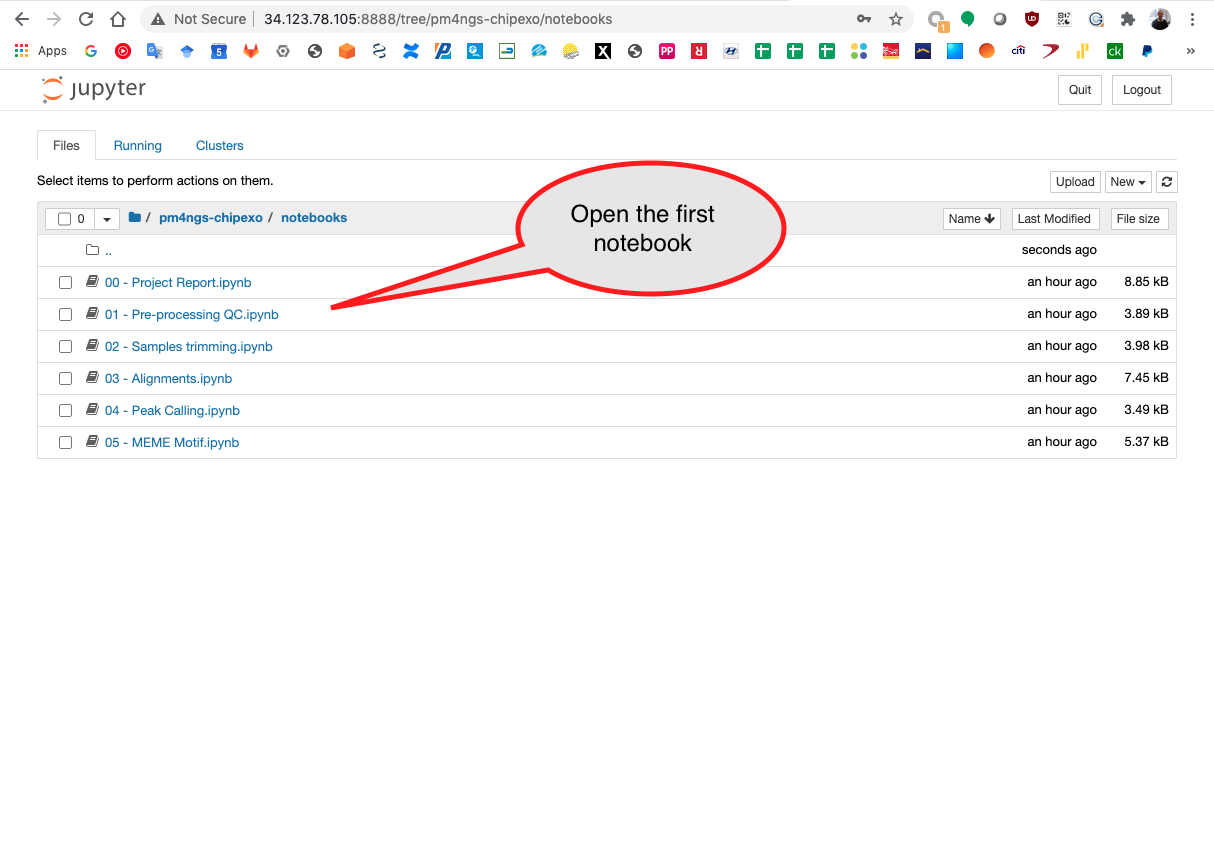 Not Secure 34.123.78.105:8888/tree/pm4ngs-chipexo/notebooks
1
Apps G 5 X PP R citi ck »
jupyter
Quit Logout
Files Running Clusters
Select items to perform actions on them.
Upload New
0 / pm4ngs-chipexo / notebooks
Name Last Modified File size
Open the first
notebook
.. seconds ago
00 - Project Report.ipynb an hour ago 8.85 kB
01 - Pre-processing QC.ipynb an hour ago 3.89 kB
02 - Samples trimming.ipynb an hour ago 3.98 kB
03 - Alignments.ipynb an hour ago 7.45 kB
04 - Peak Calling.ipynb an hour ago 3.49 kB
05 - MEME Motif.ipynb an hour ago 5.37 kB